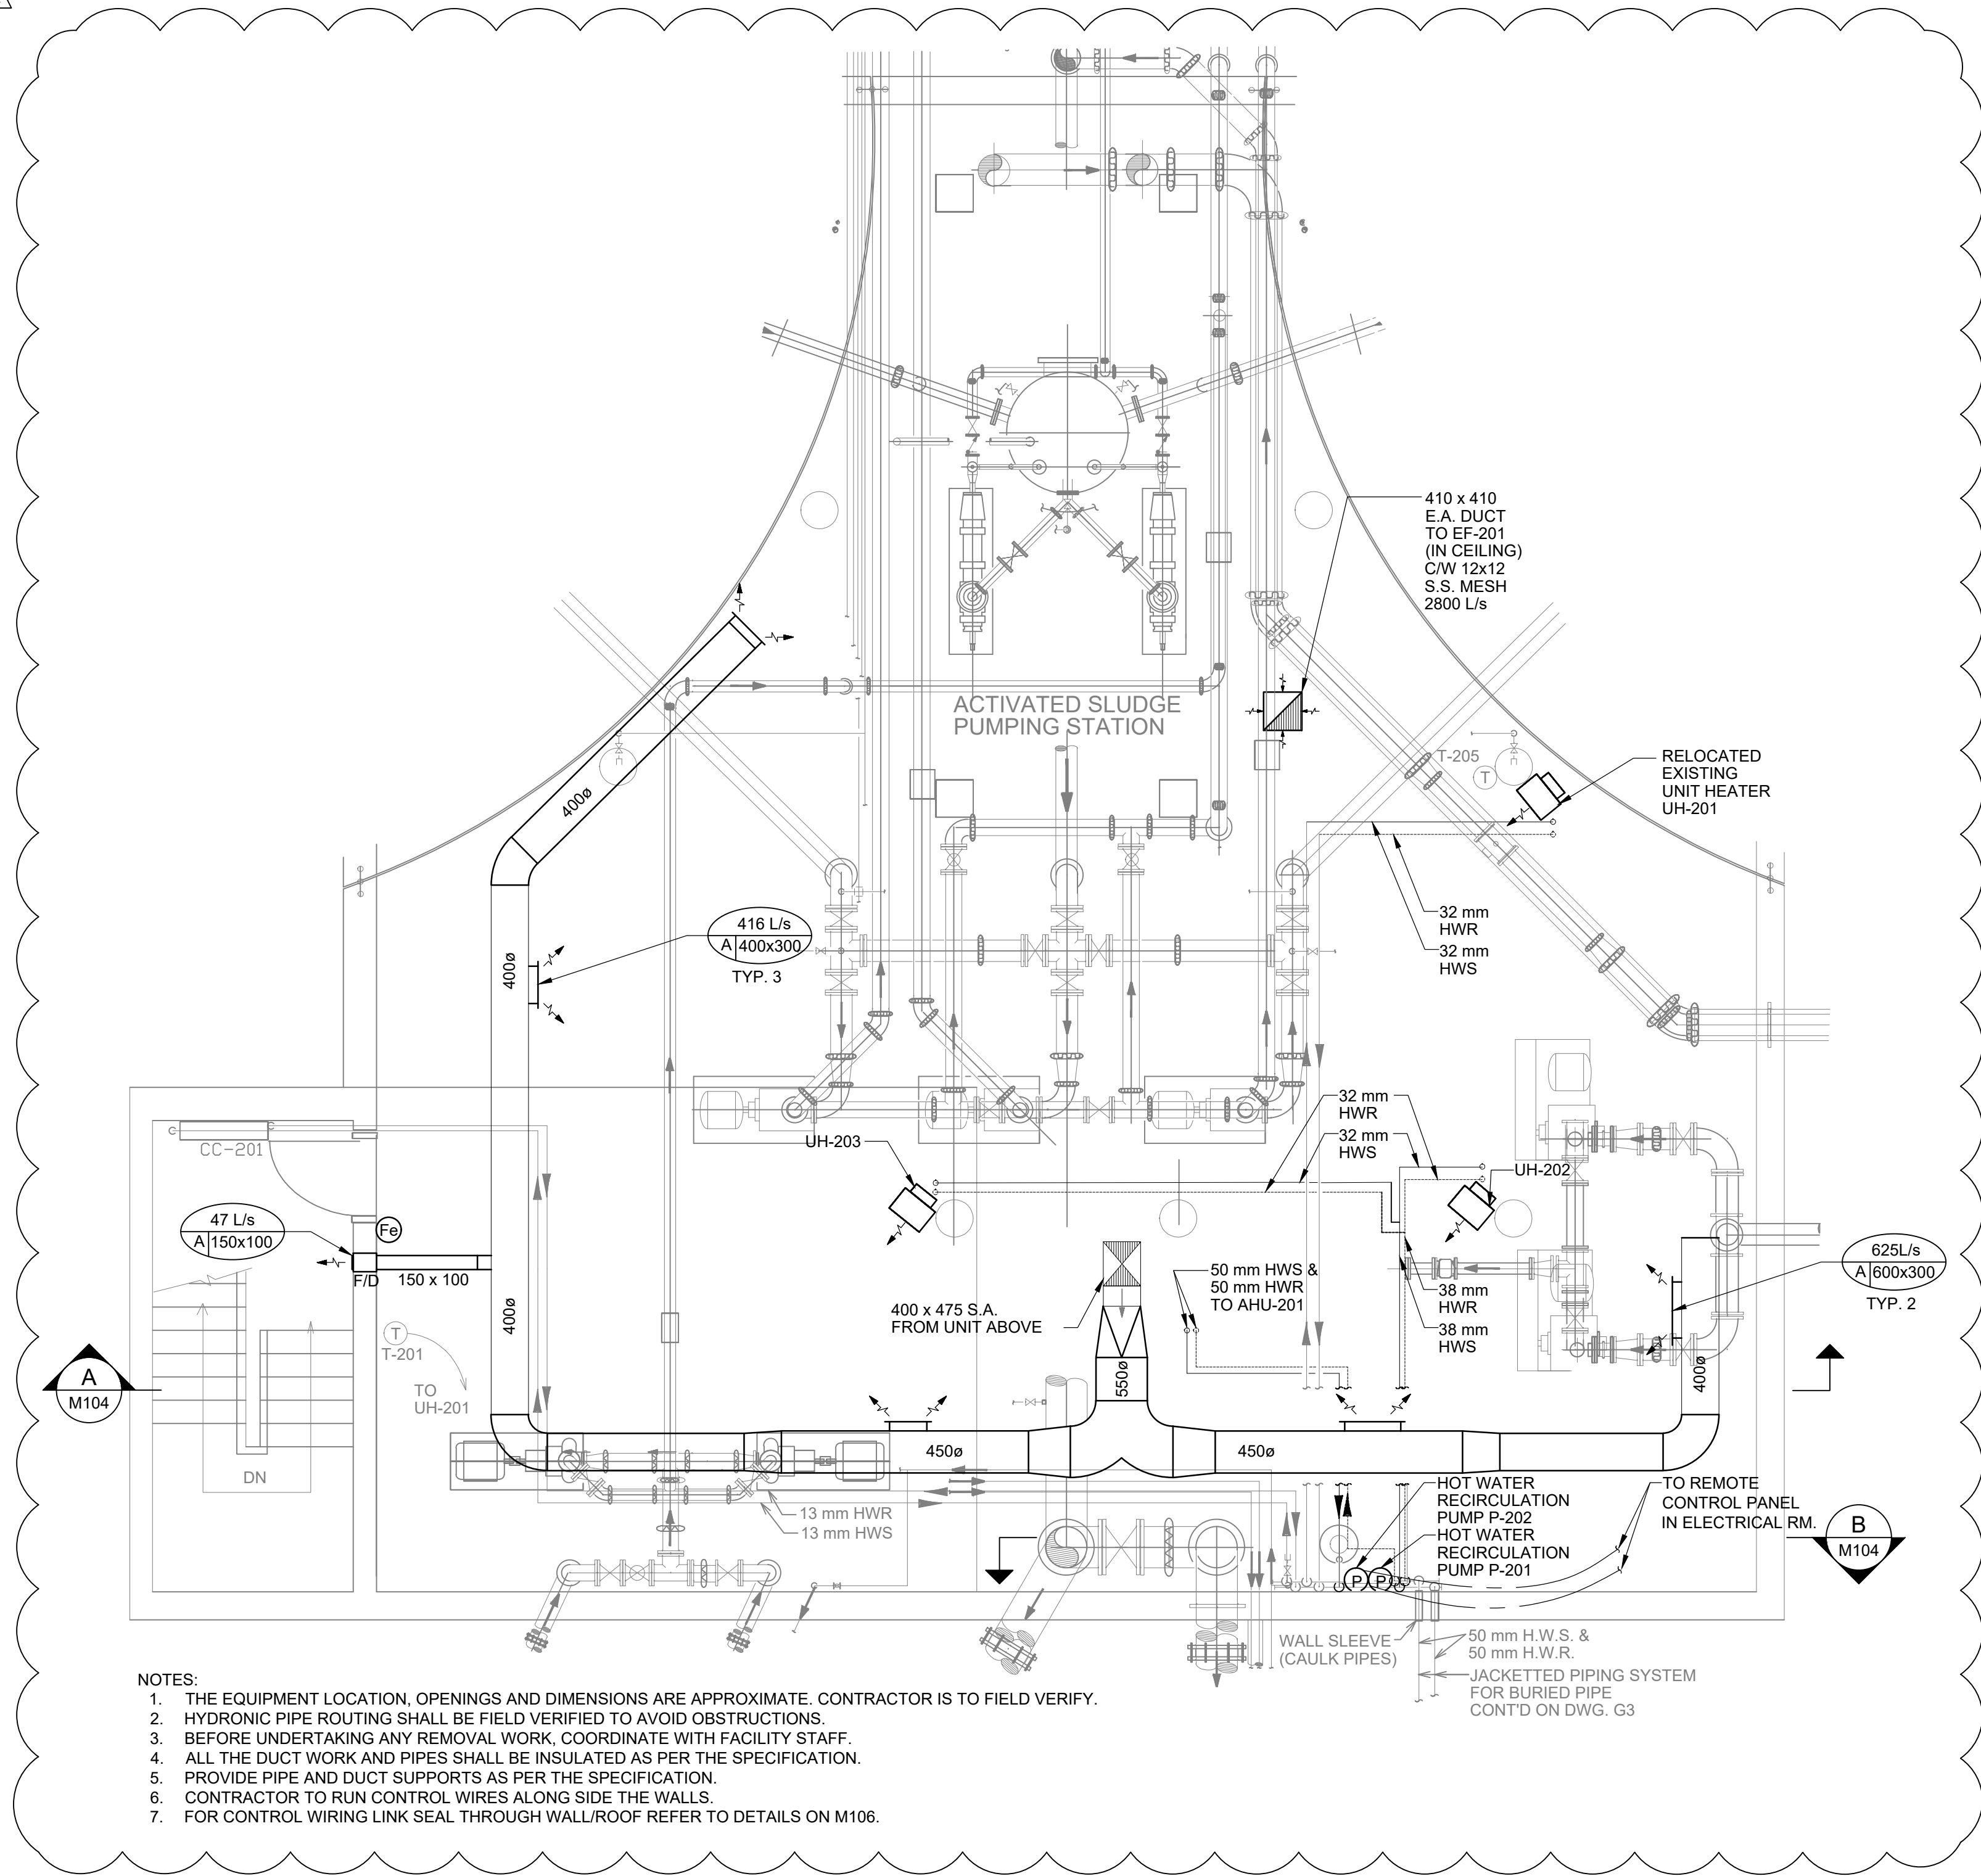 410 x 410
E.A. DUCT
TO EF-201
(IN CEILING)
C/W 12x12
S.S. MESH
2800 L/s
ACTIVATED SLUDGE
PUMPING STATION
T-205
T
RELOCATED
EXISTING
UNIT HEATER
UH-201
400ø
416 L/s
A 400x300
TYP. 3
400ø
32 mm
HWR
32 mm
HWS
32 mm
HWR
32 mm
HWS
CC-201
UH-203
UH-202
47 L/s
A 150x100
Fe
F/D
150 x 100
625L/s
A 600x300
TYP. 2
50 mm HWS &
50 mm HWR
TO AHU-201
38 mm
HWR
38 mm
HWS
400 x 475 S.A.
FROM UNIT ABOVE
400ø
T
T-201
TO
UH-201
A
M104
550ø
400ø
450ø
450ø
DN
13 mm HWR
13 mm HWS
HOT WATER
RECIRCULATION
PUMP P-202
HOT WATER
RECIRCULATION
PUMP P-201
TO REMOTE
CONTROL PANEL
IN ELECTRICAL RM.
B
M104
P P
WALL SLEEVE
(CAULK PIPES)
50 mm H.W.S. &
50 mm H.W.R.
JACKETTED PIPING SYSTEM
FOR BURIED PIPE
CONT'D ON DWG. G3
NOTES:
1. THE EQUIPMENT LOCATION, OPENINGS AND DIMENSIONS ARE APPROXIMATE. CONTRACTOR IS TO FIELD VERIFY.
2. HYDRONIC PIPE ROUTING SHALL BE FIELD VERIFIED TO AVOID OBSTRUCTIONS.
3. BEFORE UNDERTAKING ANY REMOVAL WORK, COORDINATE WITH FACILITY STAFF.
4. ALL THE DUCT WORK AND PIPES SHALL BE INSULATED AS PER THE SPECIFICATION.
5. PROVIDE PIPE AND DUCT SUPPORTS AS PER THE SPECIFICATION.
6. CONTRACTOR TO RUN CONTROL WIRES ALONG SIDE THE WALLS.
7. FOR CONTROL WIRING LINK SEAL THROUGH WALL/ROOF REFER TO DETAILS ON M106.